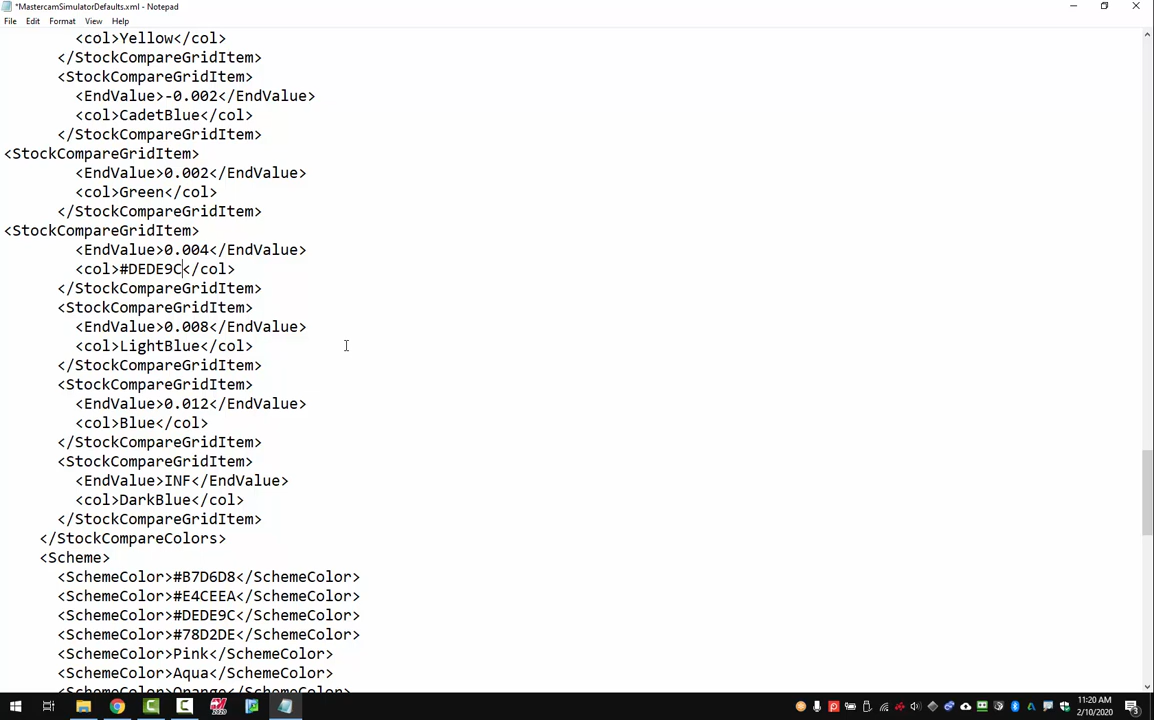 *MastercamSimulatorDefaults.xml - Notepad
File Edit Format View Help
<col>Yellow</col>
</StockCompareGridItem>
<StockCompareGridItem>
<EndValue>-0.002</EndValue>
<col>CadetBlue</col>
</StockCompareGridItem>
<StockCompareGridItem>
<EndValue>0.002</EndValue>
<col>Green</col>
</StockCompareGridItem>
<StockCompareGridItem>
<EndValue>0.004</EndValue>
<col>#DEDE9C</col>
</StockCompareGridItem>
<StockCompareGridItem>
<EndValue>0.008</EndValue>
<col>LightBlue</col>
</StockCompareGridItem>
<StockCompareGridItem>
<EndValue>0.012</EndValue>
<col>Blue</col>
</StockCompareGridItem>
<StockCompareGridItem>
<EndValue>INF</EndValue>
<col>DarkBlue</col>
</StockCompareGridItem>
</StockCompareColors>
<Scheme>
<SchemeColor>#B7D6D8</SchemeColor>
<SchemeColor>#E4CEEA</SchemeColor>
<SchemeColor>#DEDE9C</SchemeColor>
<SchemeColor>#78D2DE</SchemeColor>
<SchemeColor>Pink</SchemeColor>
<SchemeColor>Aqua</SchemeColor>
<SchemeColor>Orange</SchemeColor>
11:20 AM
2/10/2020